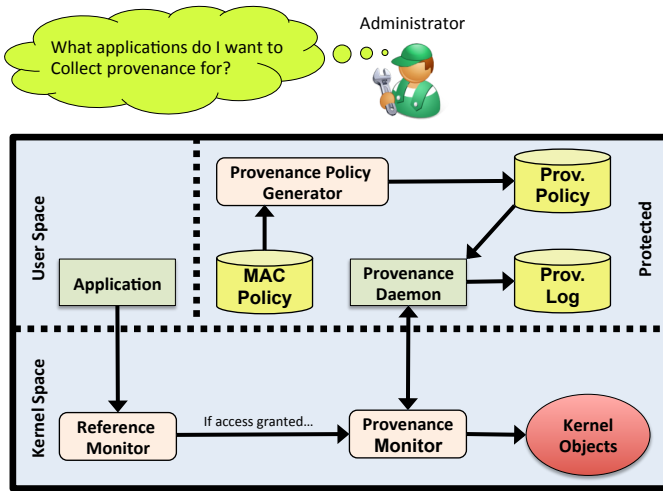 Administrator
What applications do I want to
Collect provenance for?
User Space
Provenance Policy
Generator
Prov.
Policy
Protected
Application
MAC
Policy
Provenance
Daemon
Prov.
Log
Kernel Space
Reference
Monitor
If access granted...
Provenance
Monitor
Kernel
Objects